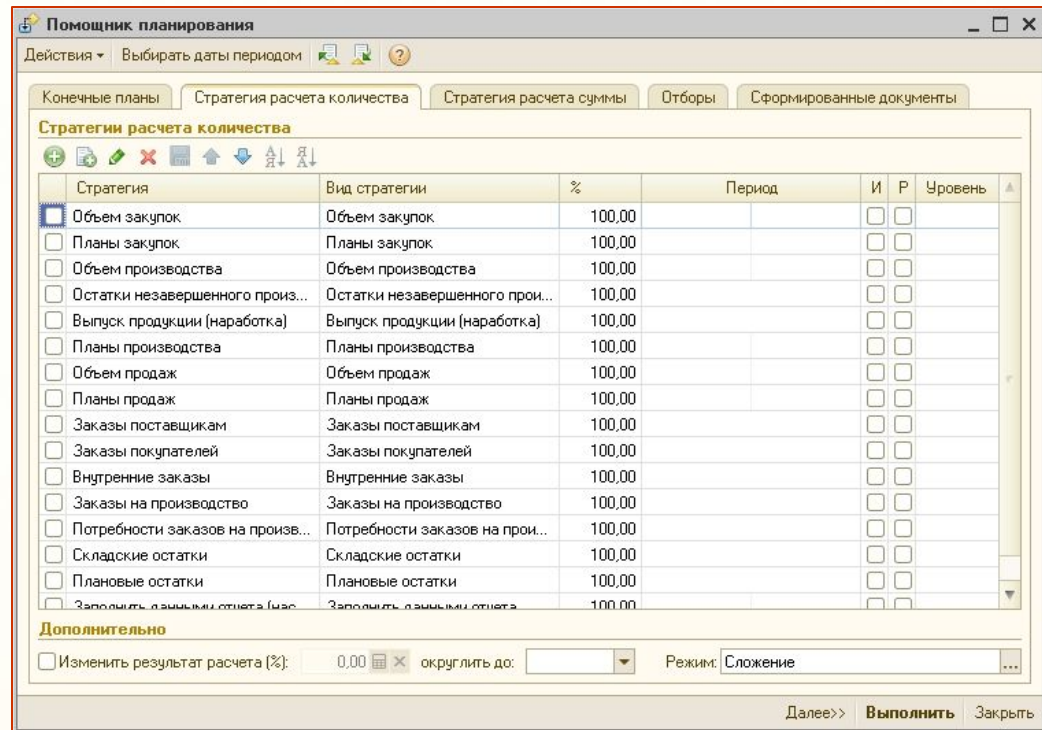 Помощник планирования
Действия Выбирать даты периодом
Конечные планы Стратегия расчета количества Стратегия расчета суммы Отборы Сформированные документы
Стратегии расчета количества
Стратегия Вид стратегии % Период И Р Уровень
Объем закупок Объем закупок 100,00
Планы закупок Планы закупок 100,00
Объем производства Объем производства 100,00
Остатки незавершенного произ... Остатки незавершенного прои... 100,00
Выпуск продукции (наработка) Выпуск продукции (наработка) 100,00
Планы производства Планы производства 100,00
Объем продаж Объем продаж 100,00
Планы продаж Планы продаж 100,00
Заказы поставщикам Заказы поставщикам 100,00
Заказы покупателей Заказы покупателей 100,00
Внутренние заказы Внутренние заказы 100,00
Заказы на производство Заказы на производство 100,00
Потребности заказов на произв... Потребности заказов на прои... 100,00
Складские остатки Складские остатки 100,00
Плановые остатки Плановые остатки 100,00
Заполнить данными отчета (нас Заполнить данными отчета 100,00
Дополнительно
Изменить результат расчета (%): 0,00 округлить до: Режим: Сложение ...
Далее>> Выполнить Закрыть